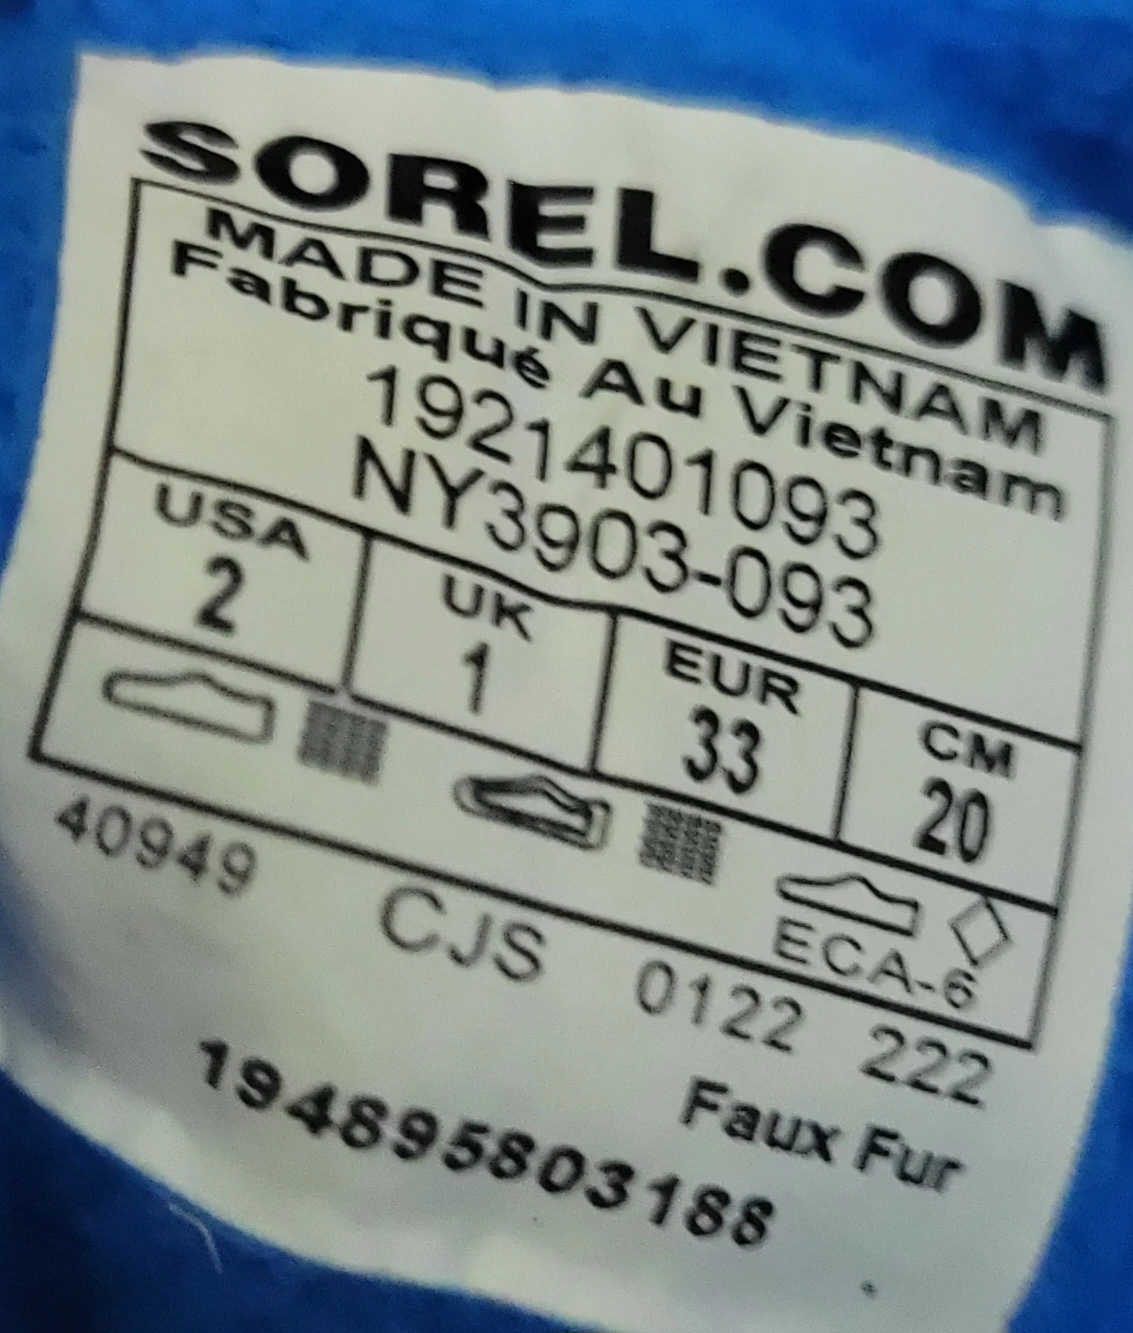 SOREL.COM
MADE IN VIETNAM
Fabriqué Au Vietnam
1921401093
NY3903-093
USA UK EUR CM
2 1 33 20
ECA-6
40949 CJS 0122 222
Faux Fur
194895803188